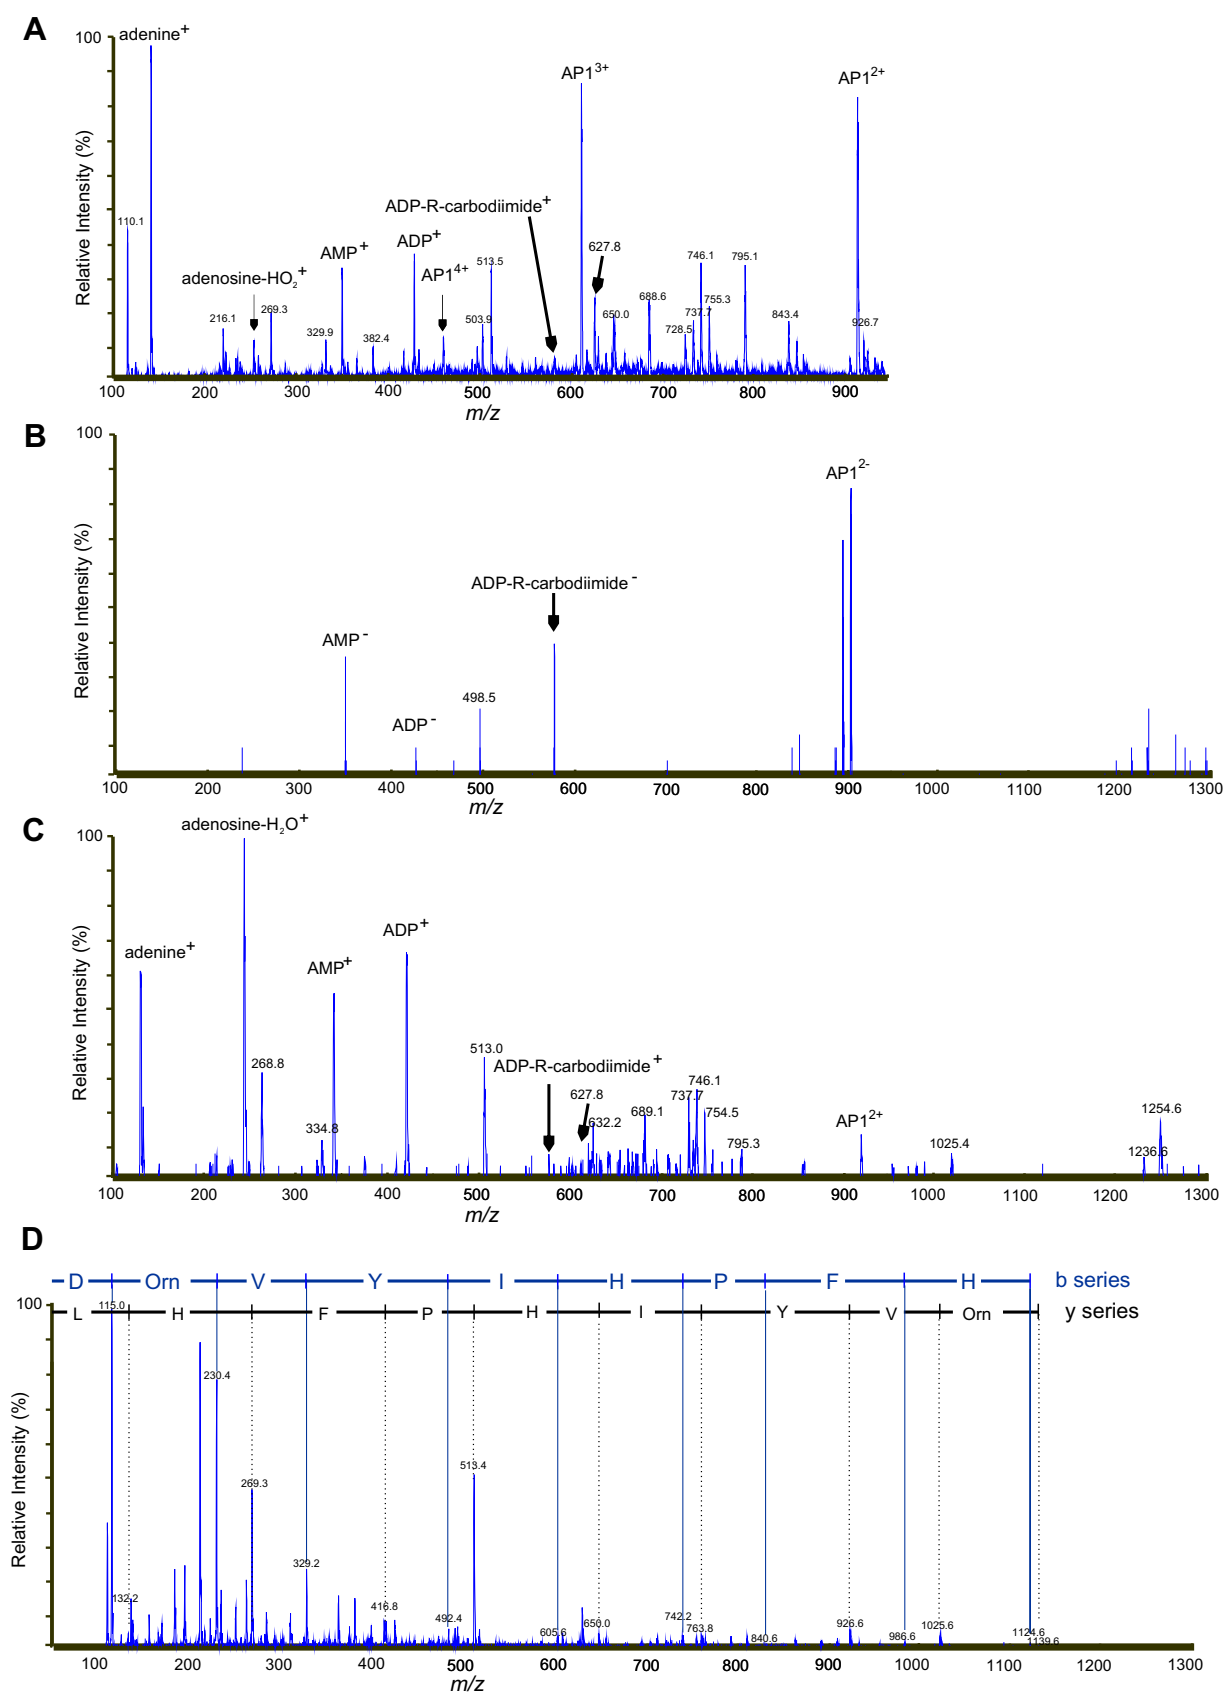 A
100
adenine+
AP13+
AP12+
ADP-R-carbodiimide+
110.1
AMP+
ADP+
AP14+
adenosine-HO2+
627.8
513.5
746.1
795.1
216.1
269.3
329.9
382.4
503.9
650.0
688.6
728.5
737.7
755.3
843.4
926.7
Relative Intensity (%)
100 200 300 400 500 600 700 800 900
m/z
B
100
AP12-
ADP-R-carbodiimide -
AMP -
ADP -
498.5
Relative Intensity (%)
100 200 300 400 500 600 700 800 900 1000 1100 1200 1300
m/z
C
100
adenosine-H2O+
adenine+
AMP+
ADP+
268.8
334.8
513.0
ADP-R-carbodiimide+
627.8
632.2
689.1
737.7
746.1
754.5
795.3
AP12+
1025.4
1236.6
1254.6
Relative Intensity (%)
100 200 300 400 500 600 700 800 900 1000 1100 1200 1300
m/z
D
D Orn V Y I H P F H b series
100
L H F P H I Y V Orn y series
115.0
132.2
230.4
269.3
329.2
416.8
492.4
513.4
605.6
650.0
742.2
763.8
840.6
926.6
986.6
1025.6
1124.6
1139.6
Relative Intensity (%)
100 200 300 400 500 600 700 800 900 1000 1100 1200 1300
m/z